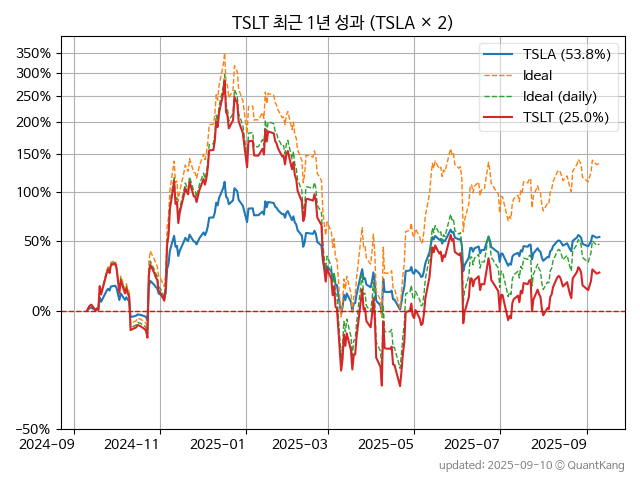 TSLT 최근 1년 성과 (TSLA × 2)
TSLA (53.8%)
Ideal
Ideal (daily)
TSLT (25.0%)
350%
300%
250%
200%
150%
100%
50%
0%
−50%
2024−09
2024−11
2025−01
2025−03
2025−05
2025−07
2025−09
updated: 2025−09−10 ⓒ QuantKang